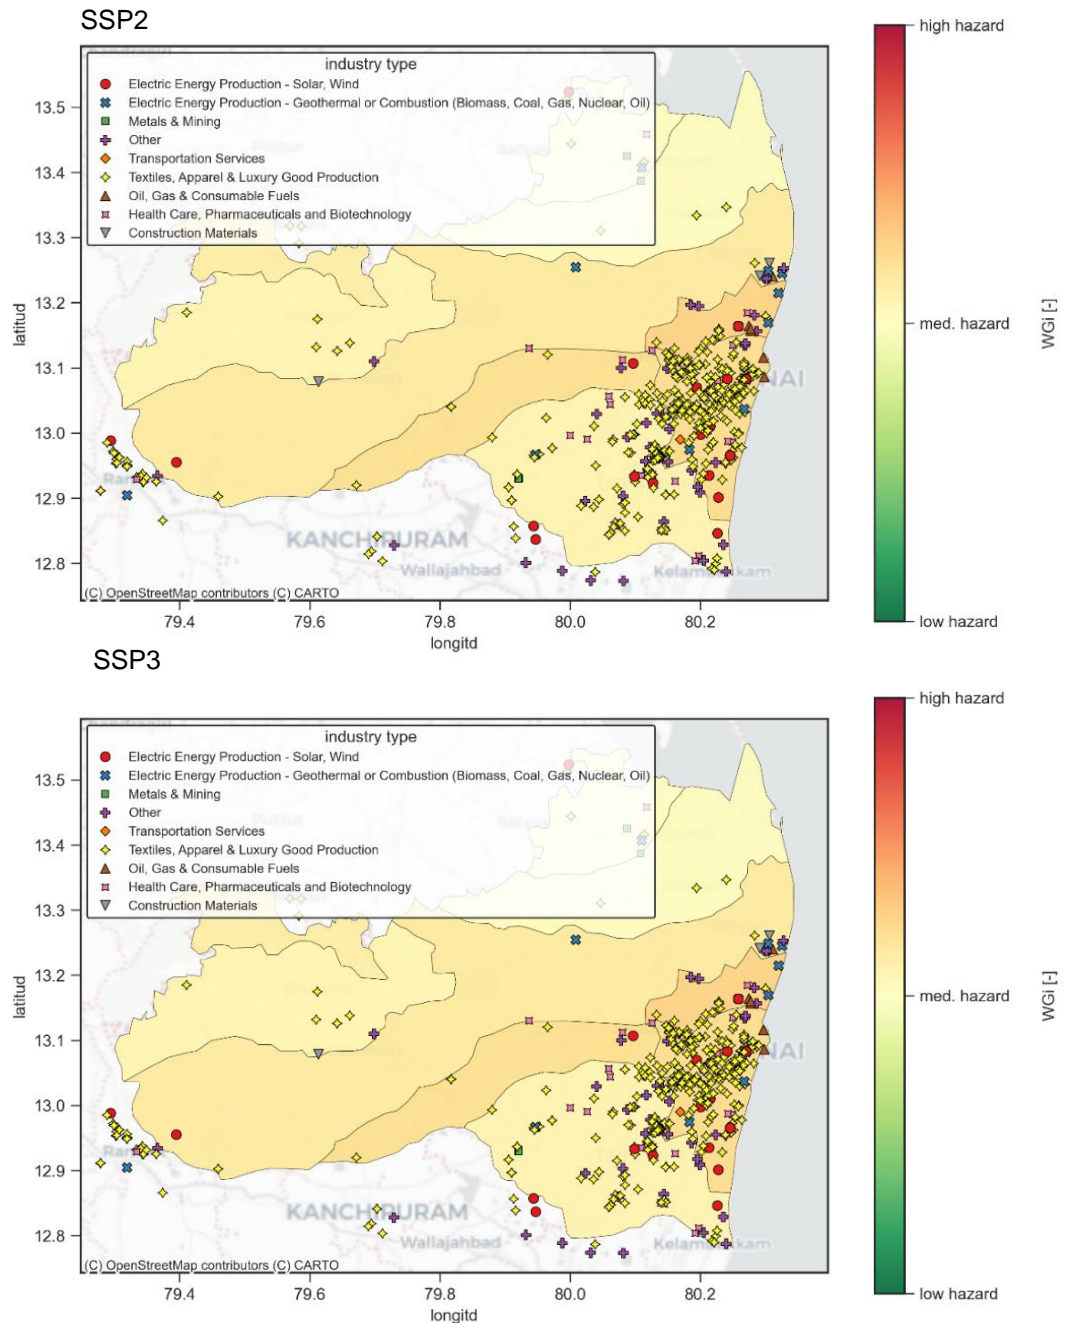 SSP2
industry type
Electric Energy Production - Solar, Wind
Electric Energy Production - Geothermal or Combustion (Biomass, Coal, Gas, Nuclear, Oil)
Metals & Mining
Other
Transportation Services
Textiles, Apparel & Luxury Good Production
Oil, Gas & Consumable Fuels
Health Care, Pharmaceuticals and Biotechnology
Construction Materials
13.5
13.4
13.3
13.2
13.1
13.0
12.9
12.8
latitud
NAI
KANCHIPURAM
Wallajahbad
(C) OpenStreetMap contributors (C) CARTO
79.4 79.6 79.8 80.0 80.2
longitd
high hazard
med. hazard
low hazard
WGi [-]
SSP3
industry type
Electric Energy Production - Solar, Wind
Electric Energy Production - Geothermal or Combustion (Biomass, Coal, Gas, Nuclear, Oil)
Metals & Mining
Other
Transportation Services
Textiles, Apparel & Luxury Good Production
Oil, Gas & Consumable Fuels
Health Care, Pharmaceuticals and Biotechnology
Construction Materials
13.5
13.4
13.3
13.2
13.1
13.0
12.9
12.8
latitud
NAI
KANCHIPURAM
Wallajahbad
(C) OpenStreetMap contributors (C) CARTO
79.4 79.6 79.8 80.0 80.2
longitd
high hazard
med. hazard
low hazard
WGi [-]